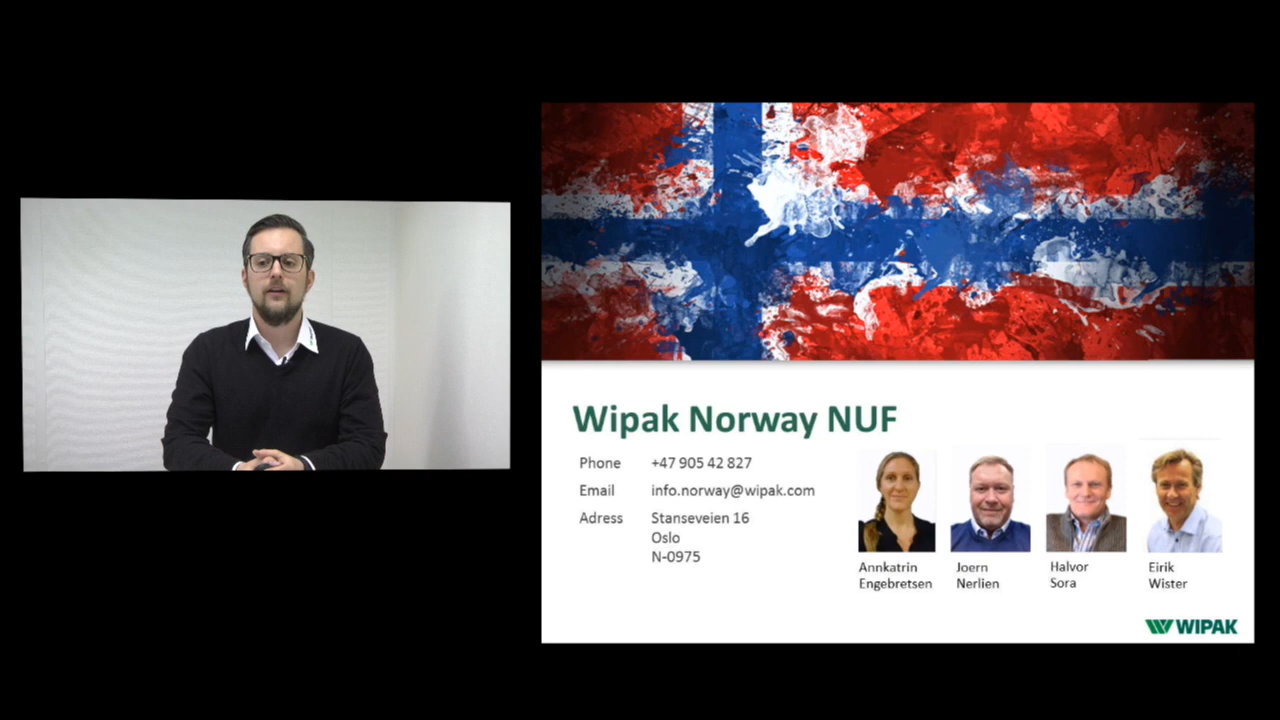 Wipak Norway NUF
Phone +47 905 42 827
Email info.norway@wipak.com
Adress Stanseveien 16
Oslo
N-0975
Annkatrin
Engebretsen
Joern
Nerlien
Halvor
Sora
Eirik
Wister
WIPAK